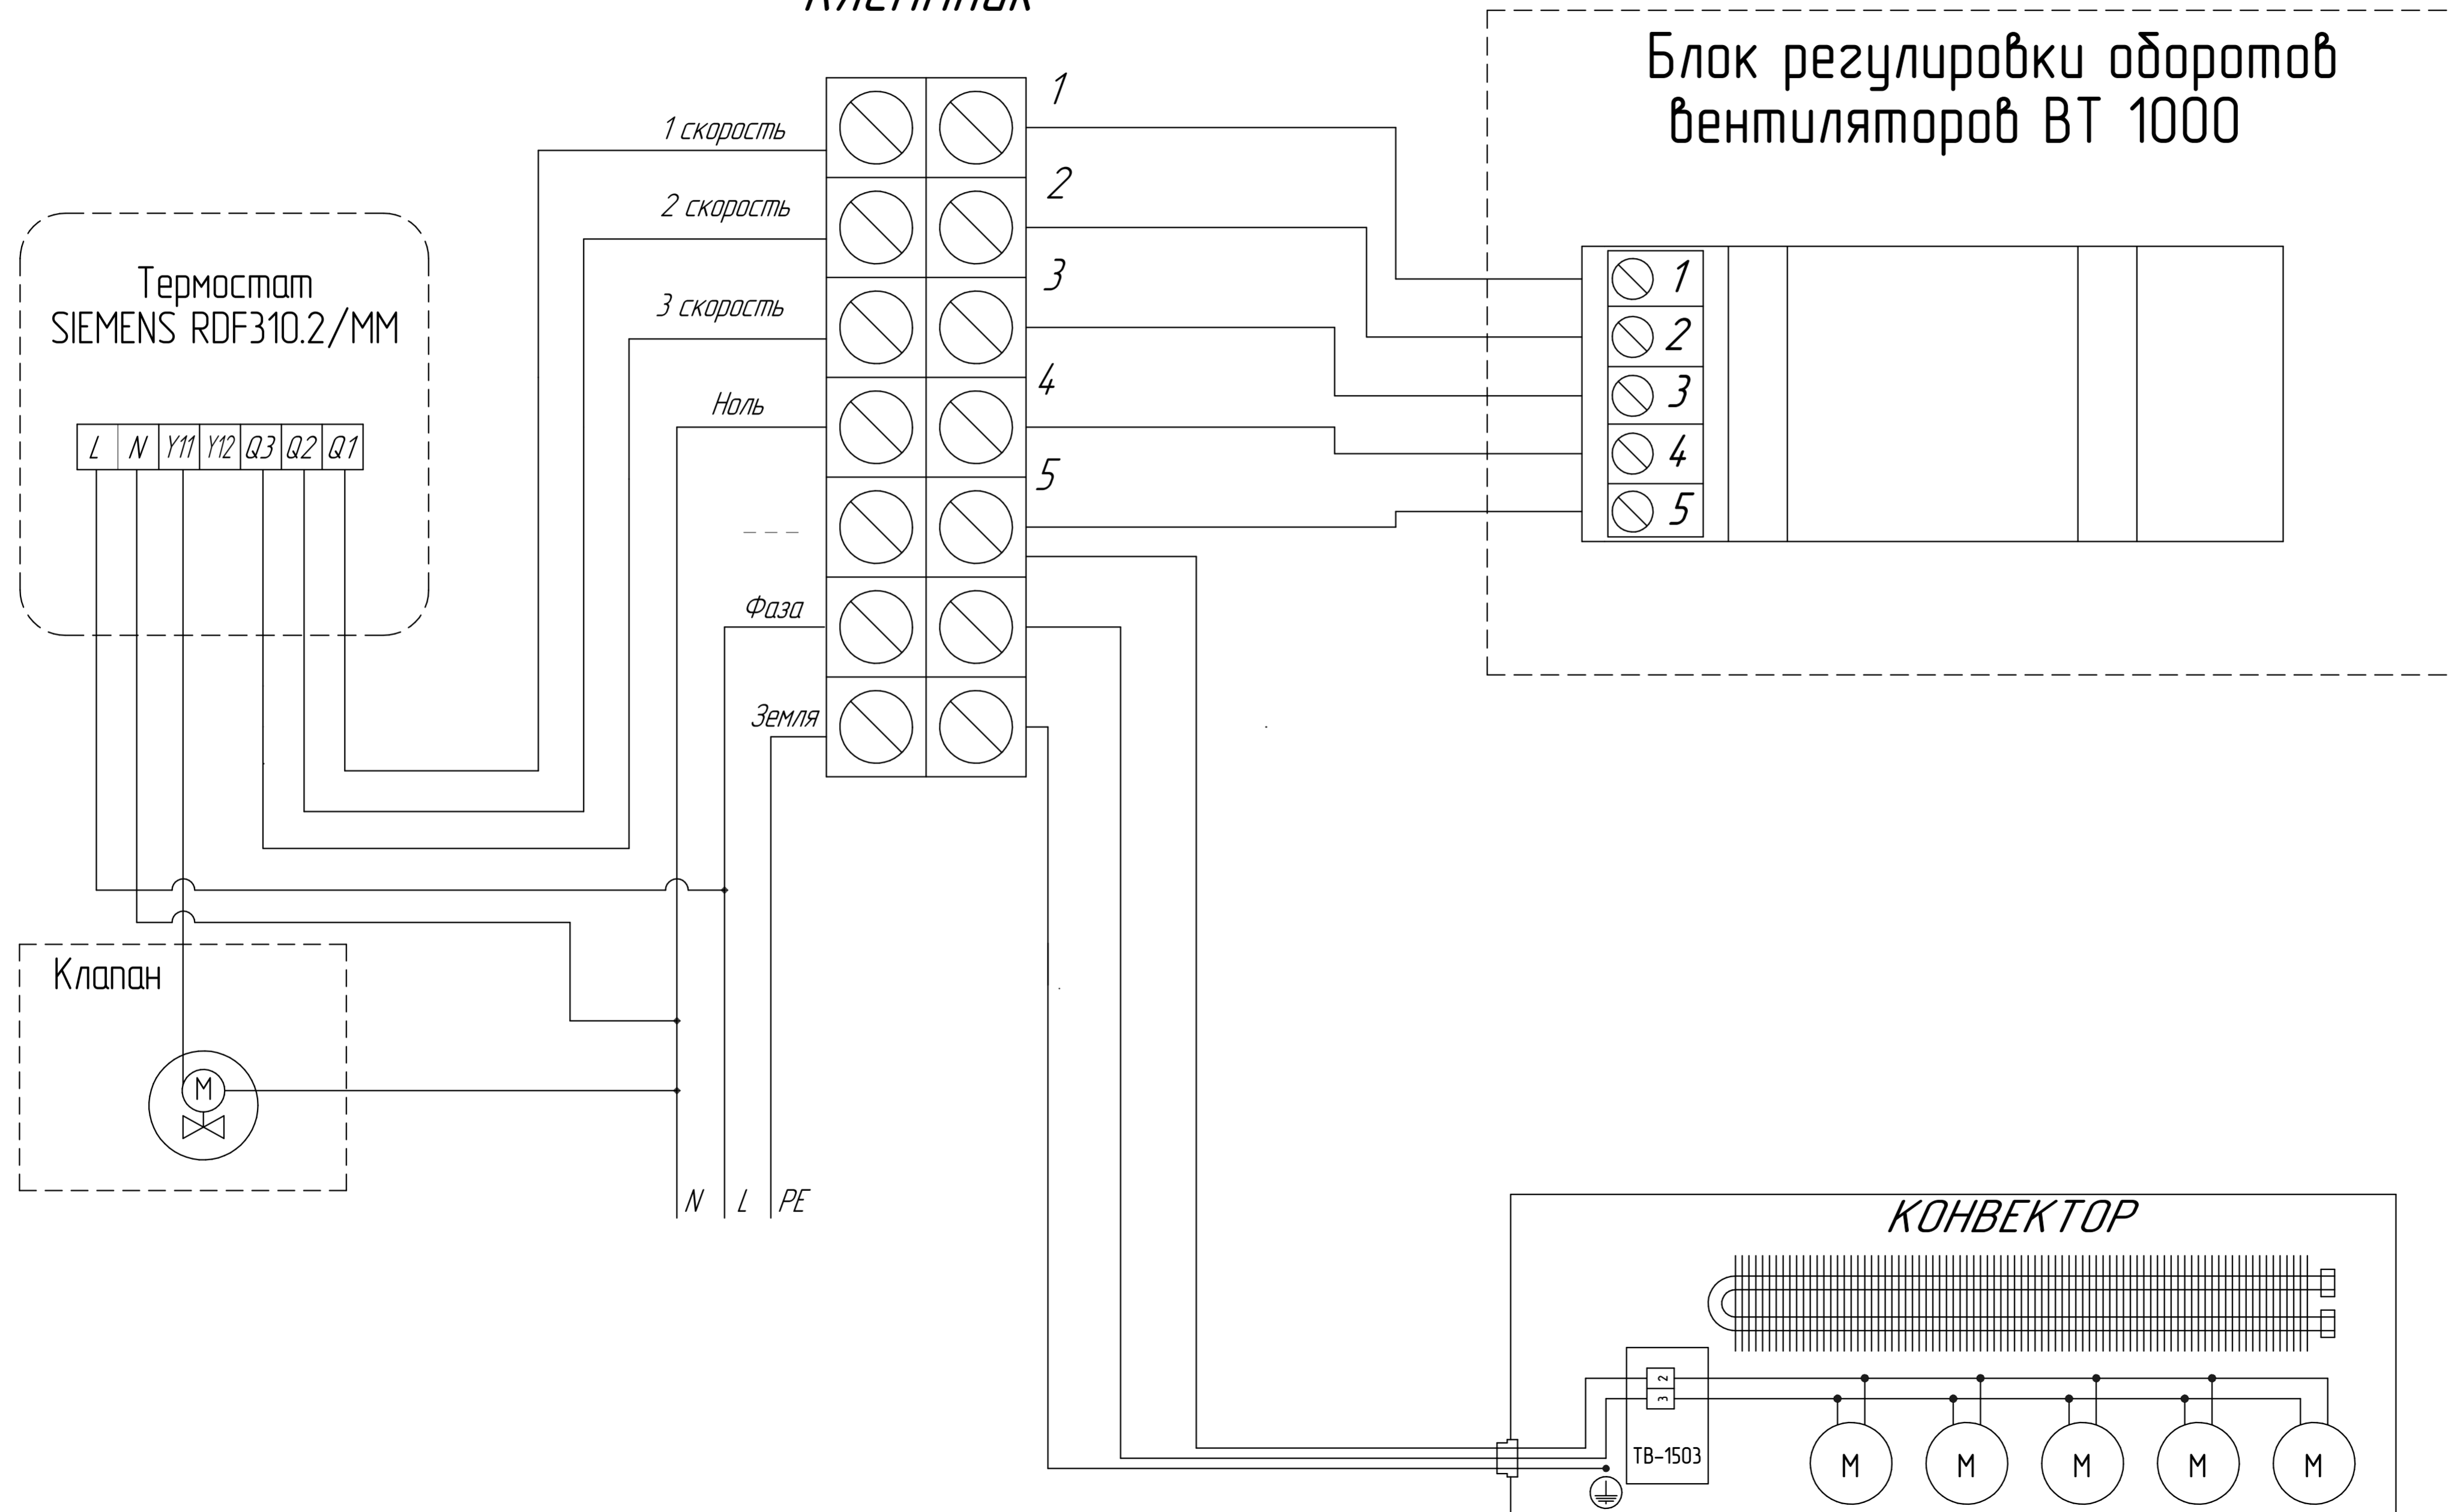 Блок регулировки оборотов
вентиляторов ВТ 1000
1
1 скорость
2
2 скорость
3
3 скорость
4
Ноль
5
Фаза
Земля
1
2
3
4
5
Термостат
SIEMENS RDF310.2/MM
L N Y11 Y12 Q3 Q2 Q1
Клапан
M
N L PE
КОНВЕКТОР
2
3
ТВ-1503
M M M M M